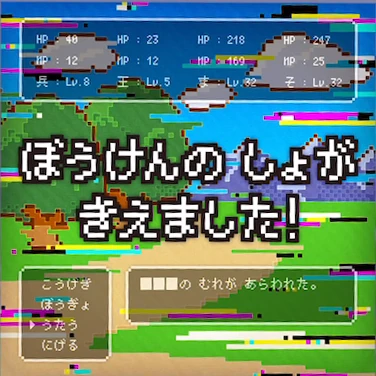 HP : 40 HP : 23 HP : 218 HP : 247
MP : 12 MP : 12 MP : 169 MP : 25
兵 : Lv.8 王 : Lv.5 ま : Lv.32 そ : Lv.32
ぼうけんの しょが
きえました!
こうげき
ぼうぎょ
▶ うたう
にげる
■■■の むれが あらわれた。